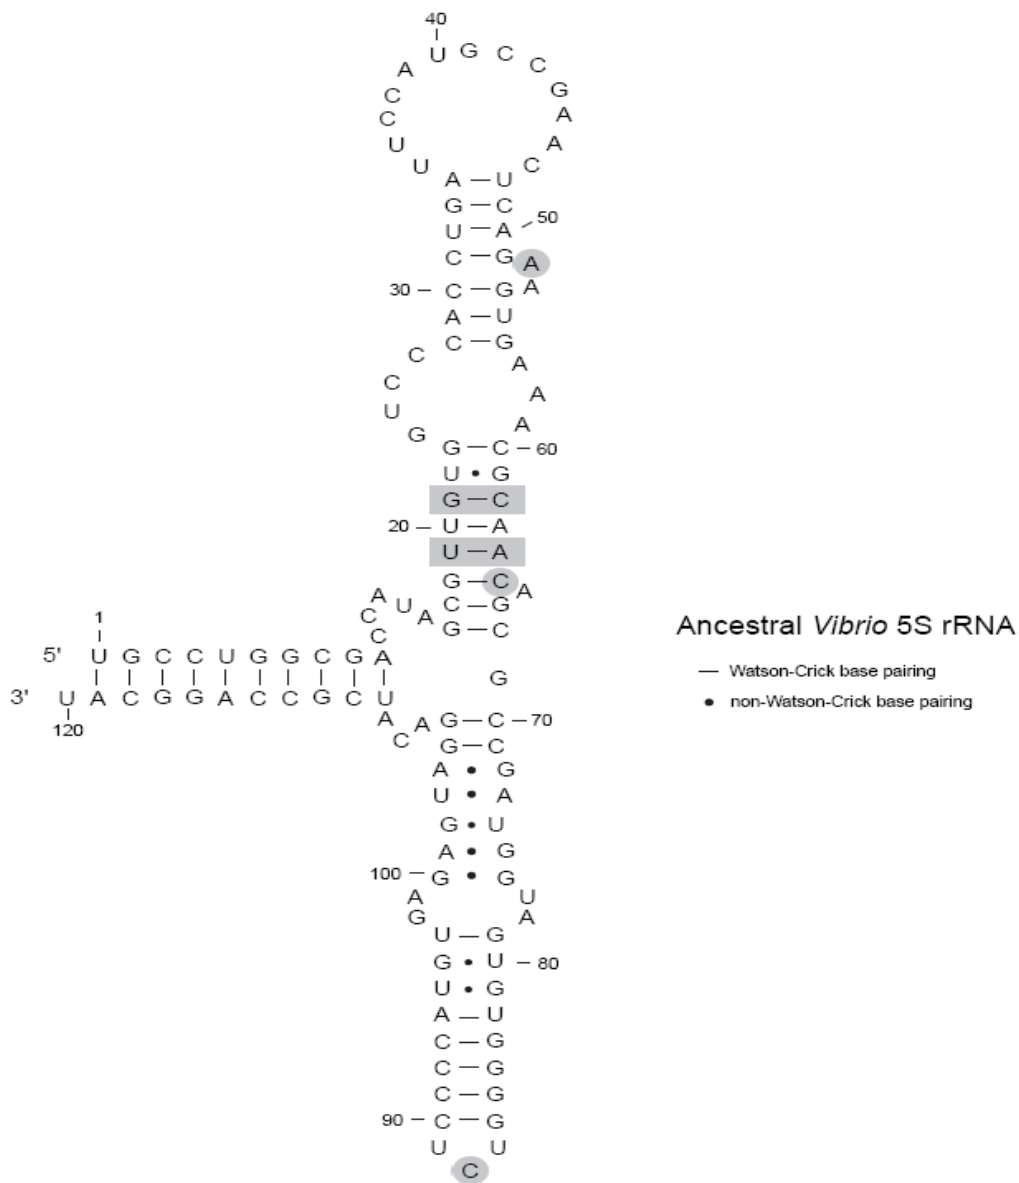 40
U G C C
A G
C A
C A
U C
U
A U
G C
U A 50
C G A
30 C G A
A U
C G A
C A
C A
U
G G C 60
U G
G C
20 U A
U A
G C A
A C G
C U A G C
1 C
5' U G C C U G G C G A G
3' U A C G G A C C G C U
120 A C A G C 70
G C
A G
U A
G U
A G
100 G G
A U
G A
U G
G U 80
U G
A U
C G
C G
C G
90 C G
U U
C
Ancestral Vibrio 5S rRNA
— Watson-Crick base pairing
• non-Watson-Crick base pairing